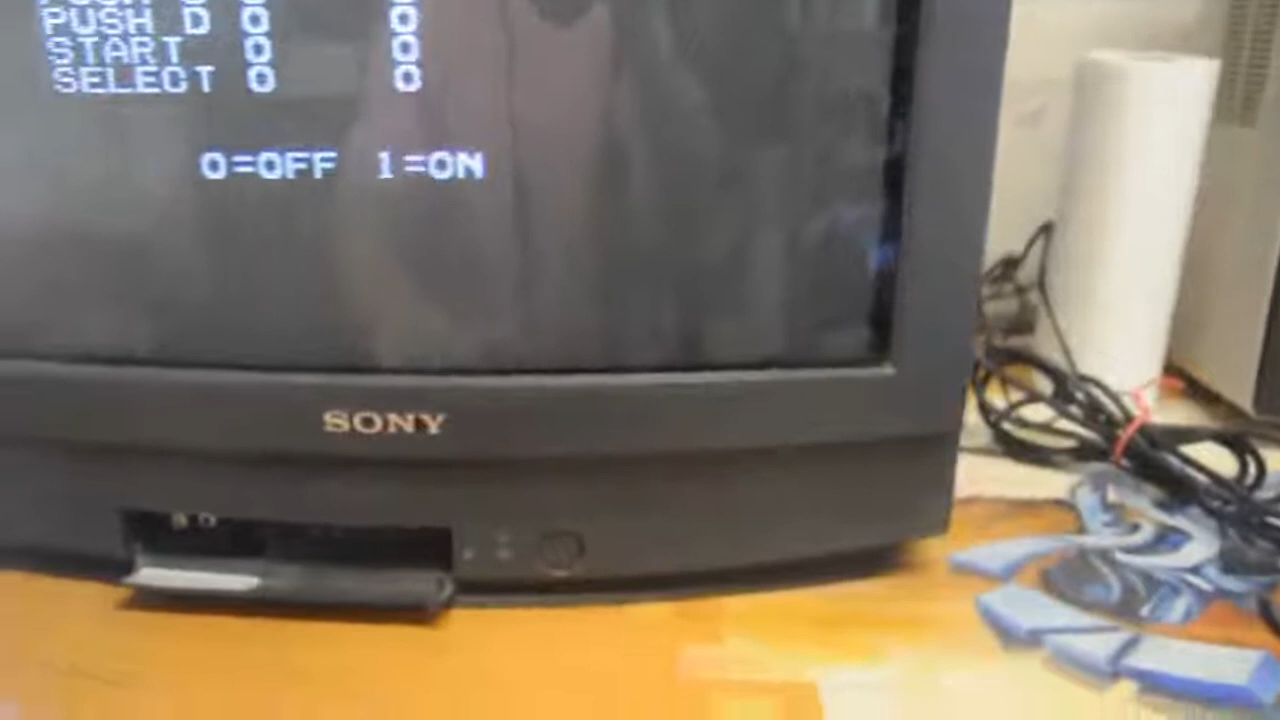 PUSH D 0 0
START 0 0
SELECT 0 0
0=OFF 1=ON
SONY